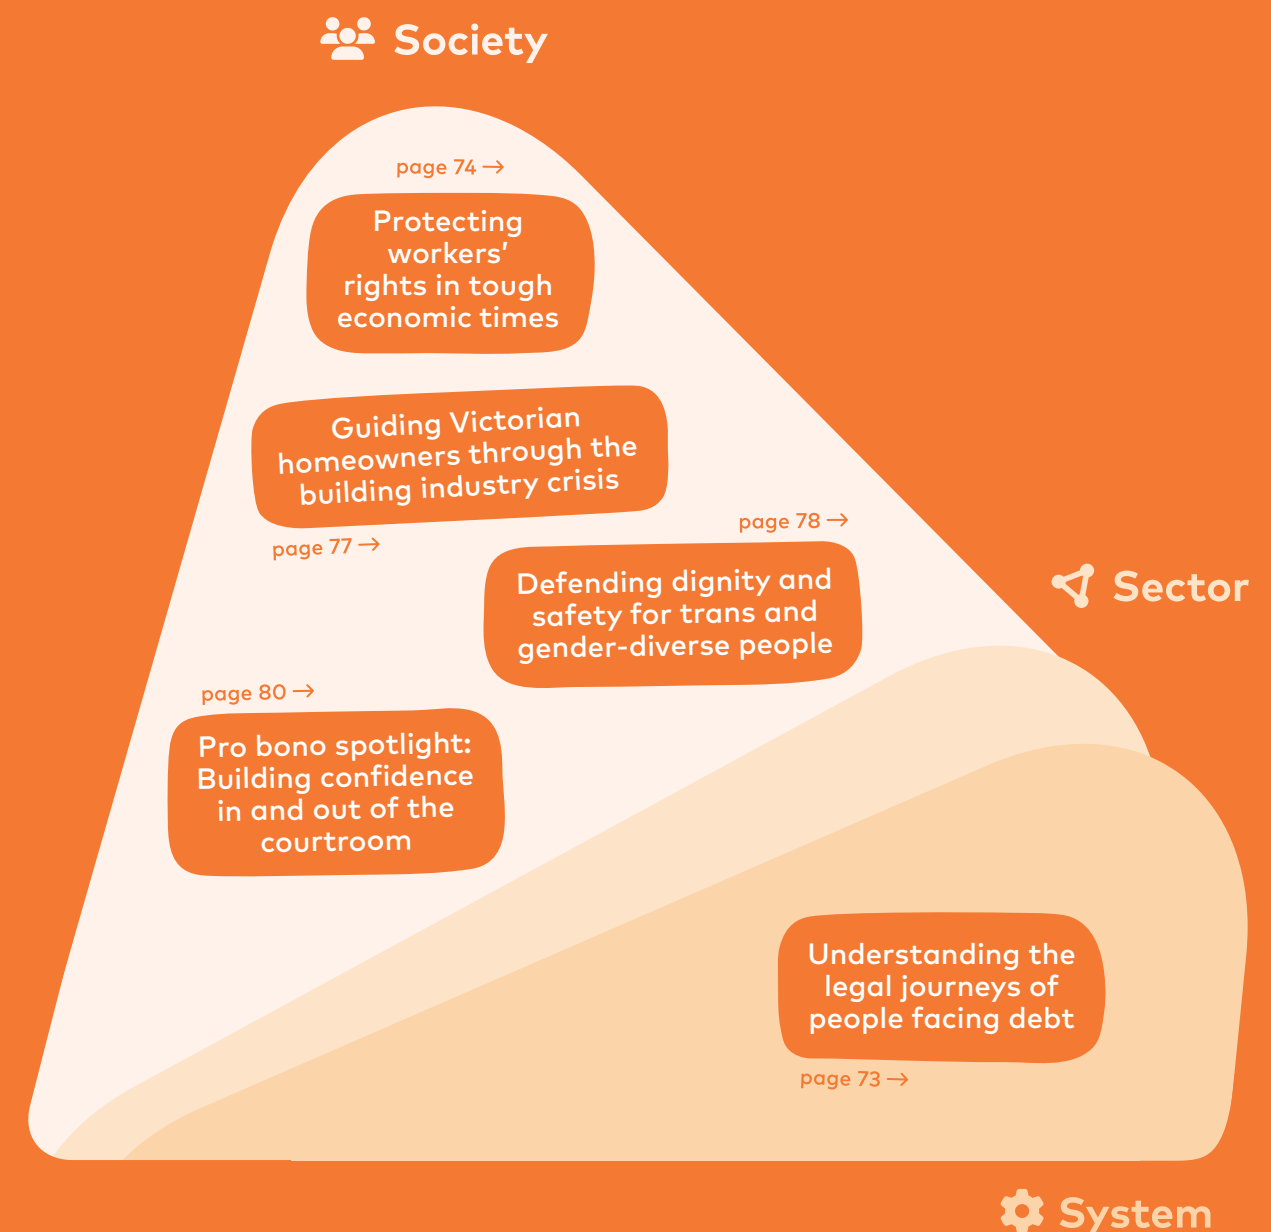 Society
page 74 →
Protecting
workers’
rights in tough
economic times
Guiding Victorian
homeowners through the
building industry crisis
page 77 →
page 78 →
Defending dignity and
safety for trans and
gender-diverse people
Sector
page 80 →
Pro bono spotlight:
Building confidence
in and out of the
courtroom
Understanding the
legal journeys of
people facing debt
page 73 →
System